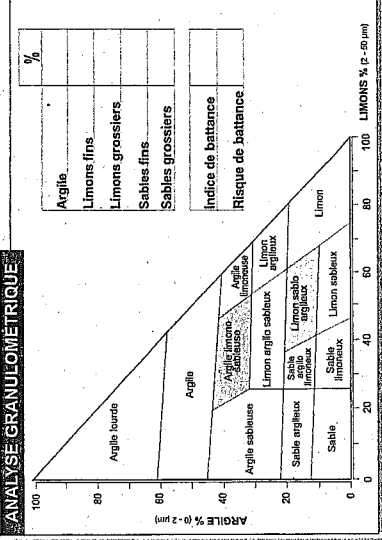 ANALYSE GRANULOMÉTRIQUE
%
Argile
Limons fins
Limons grossiers
Sables fins
Sables grossiers
Indice de battance
Risque de battance
ARGILE % (0 - 2 µm)
100
80
60
40
20
0
Argile lourde
Argile
Argile limono
sableuse
Argile
limoneuse
Argile sableuse
Limon argilo sableux
Limon
argileux
Sable argileux
Sable
argilo
limoneux
Limon sablo
argileux
Limon
Sable
Sable
limoneux
Limon sableux
0
20
40
60
80
100
LIMONS % (2 - 50 µm)